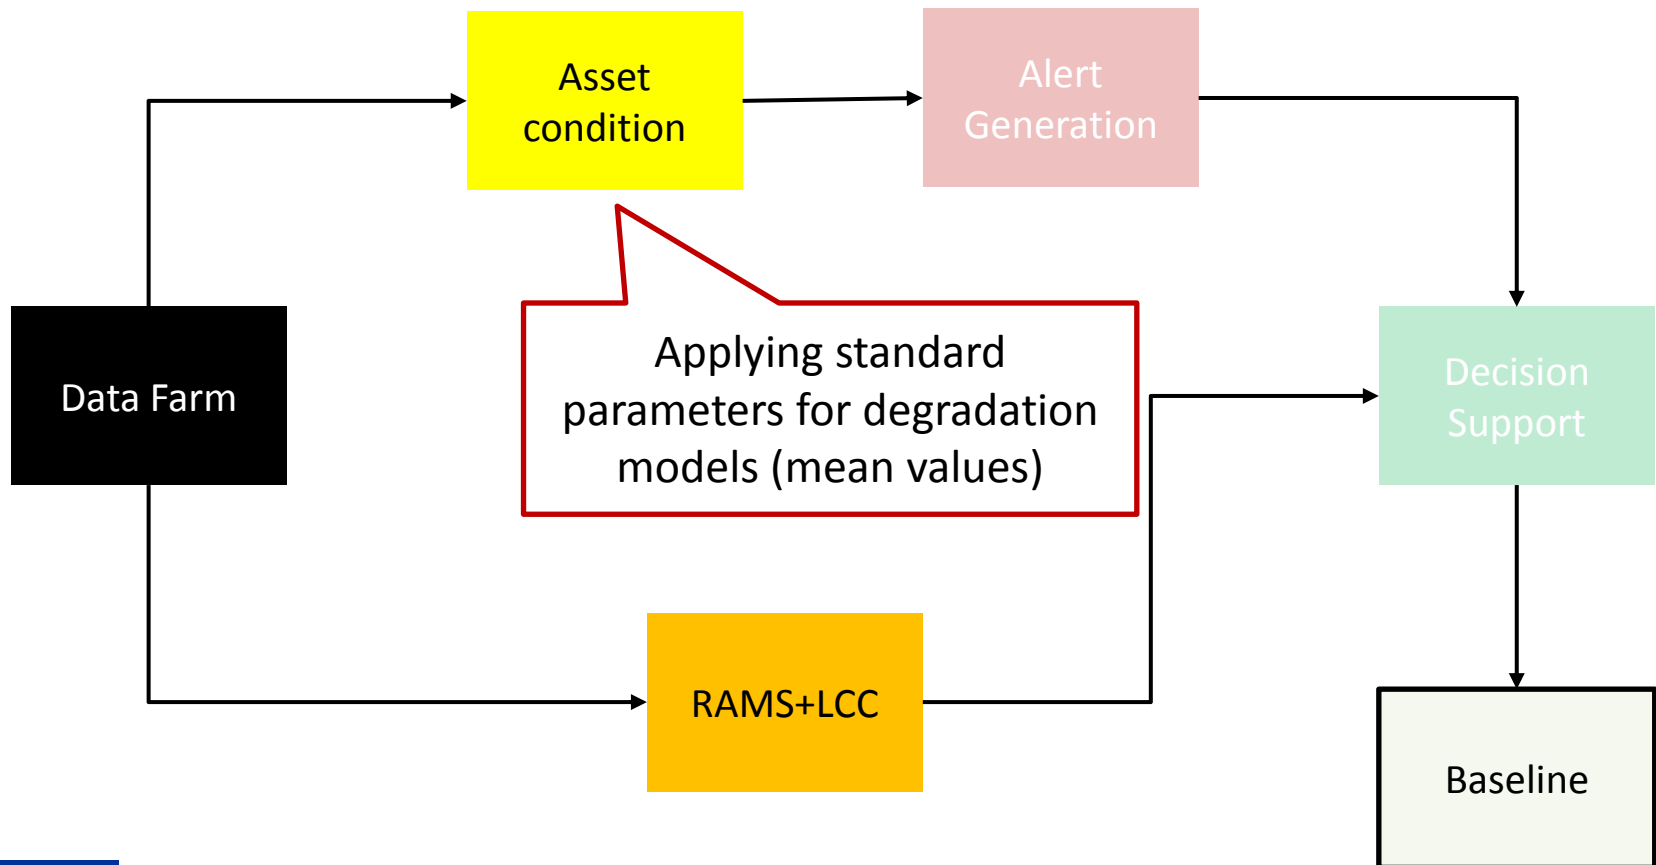 Asset
condition
Alert
Generation
Data Farm
Applying standard
parameters for degradation
models (mean values)
Decision
Support
RAMS+LCC
Baseline